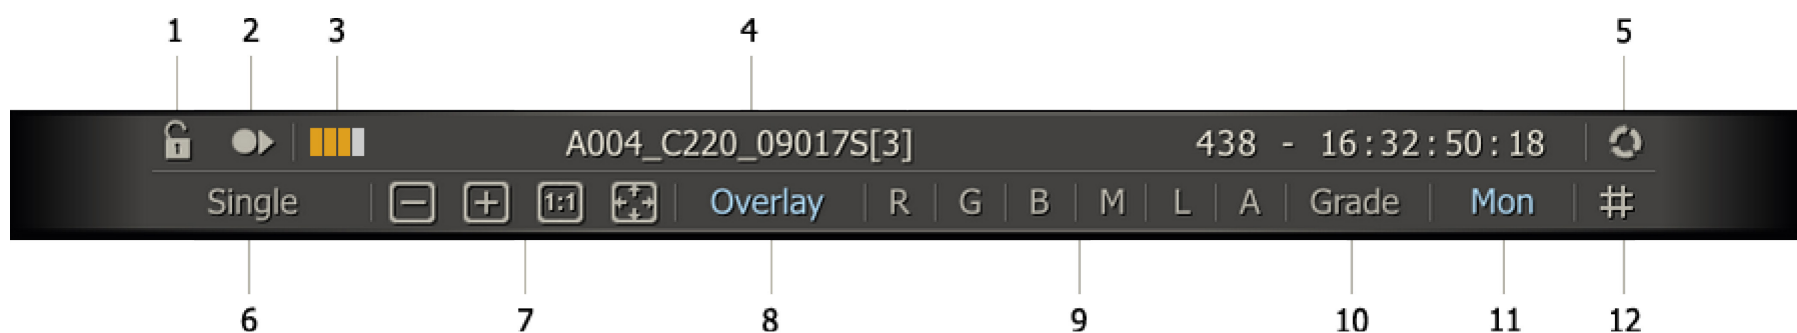 1 2 3 4 5
A004_C220_09017S[3] 438 - 16:32:50:18
Single 1:1 Overlay R G B M L A Grade Mon
6 7 8 9 10 11 12